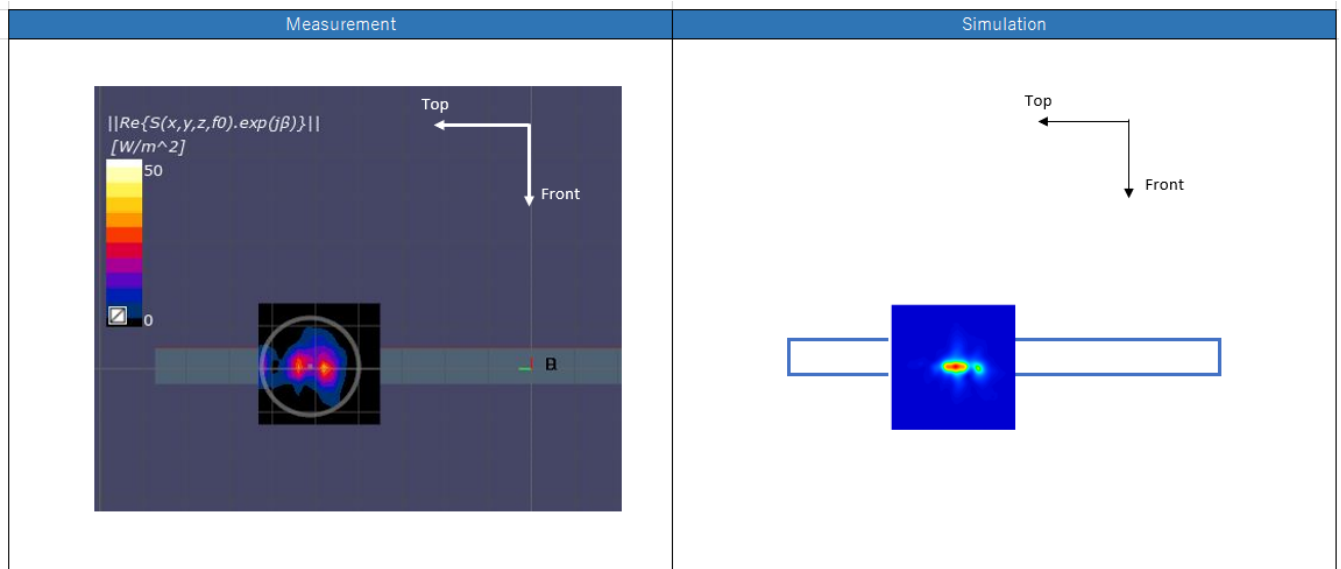 Measurement
Simulation
||Re{S(x,y,z,f0).exp(jβ)}||
[W/m^2]
50
0
Top
Front
Top
Front